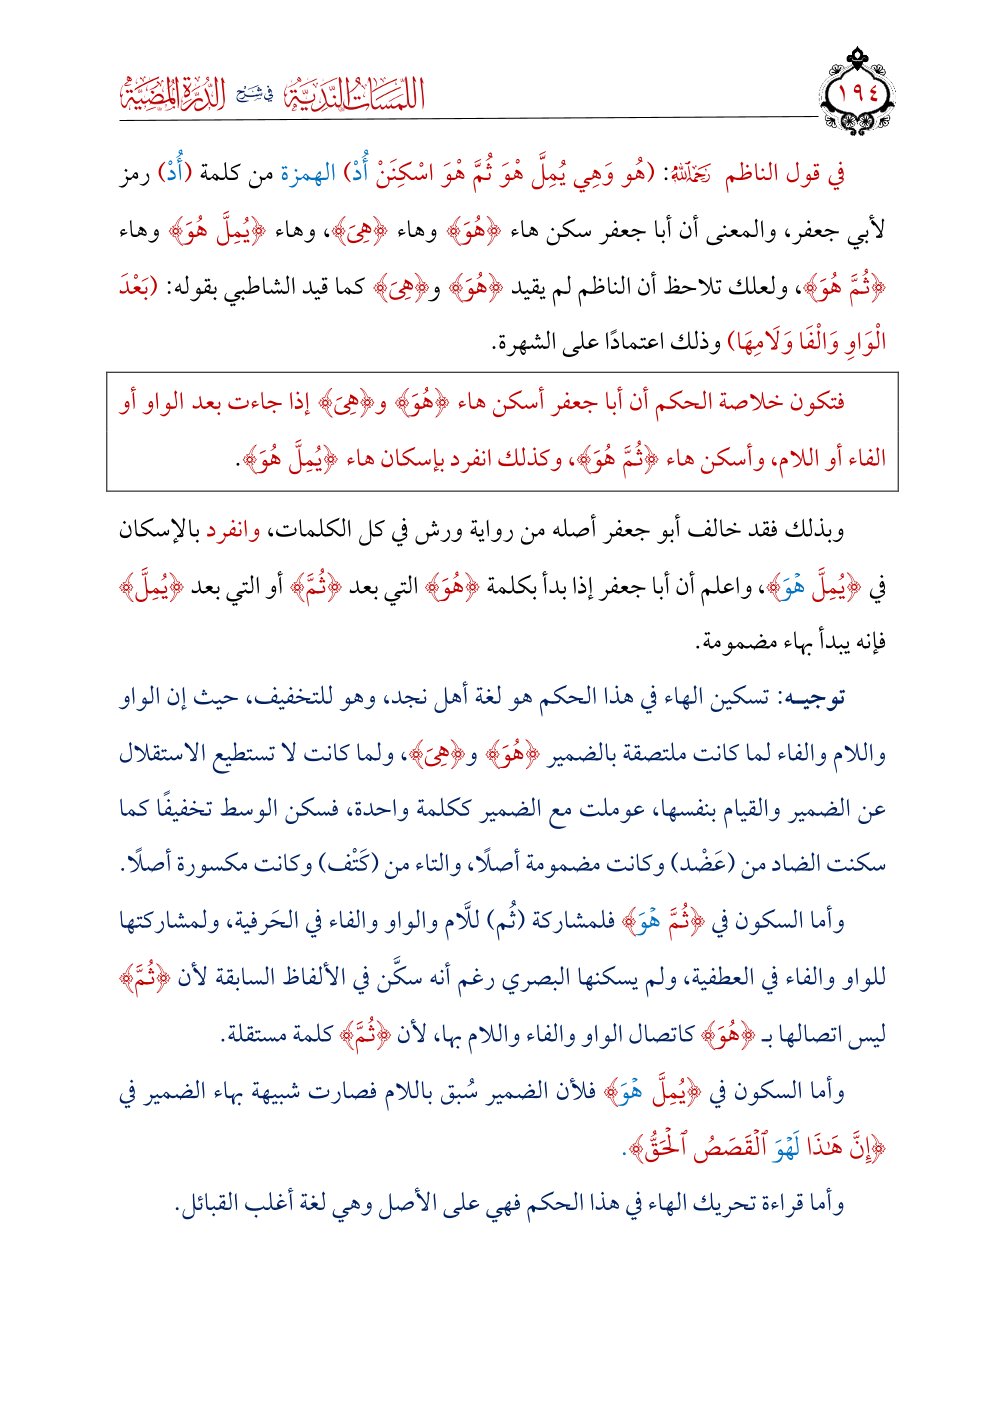 ١٩٤
اللمسات الندية في شرح الدرة المضية
في قول الناظم رَحِمَهُ ٱللَّهُ: (هُو وَهِي يُمِلَّ هْوَ ثُمَّ هْوَ اسْكِنَنْ أُدْ) الهمزة من كلمة (أُدْ) رمز
لأبي جعفر، والمعنى أن أبا جعفر سكن هاء ﴿هُوَ﴾ وهاء ﴿هِيَ﴾، وهاء ﴿يُمِلَّ هُوَ﴾ وهاء
﴿ثُمَّ هُوَ﴾، ولعلك تلاحظ أن الناظم لم يقيد ﴿هُوَ﴾ و﴿هِيَ﴾ كما قيد الشاطبي بقوله: (بَعْدَ
الْوَاوِ وَالْفَا وَلَامِهَا) وذلك اعتمادًا على الشهرة.
فتكون خلاصة الحكم أن أبا جعفر أسكن هاء ﴿هُوَ﴾ و﴿هِيَ﴾ إذا جاءت بعد الواو أو
الفاء أو اللام، وأسكن هاء ﴿ثُمَّ هُوَ﴾، وكذلك انفرد بإسكان هاء ﴿يُمِلَّ هُوَ﴾.
وبذلك فقد خالف أبو جعفر أصله من رواية ورش في كل الكلمات، وانفرد بالإسكان
في ﴿يُمِلَّ هۡوَ﴾، واعلم أن أبا جعفر إذا بدأ بكلمة ﴿هُوَ﴾ التي بعد ﴿ثُمَّ﴾ أو التي بعد ﴿يُمِلَّ﴾
فإنه يبدأ بهاء مضمومة.
توجيـه: تسكين الهاء في هذا الحكم هو لغة أهل نجد، وهو للتخفيف، حيث إن الواو
واللام والفاء لما كانت ملتصقة بالضمير ﴿هُوَ﴾ و﴿هِيَ﴾، ولما كانت لا تستطيع الاستقلال
عن الضمير والقيام بنفسها، عوملت مع الضمير ككلمة واحدة، فسكن الوسط تخفيفًا كما
سكنت الضاد من (عَضْد) وكانت مضمومة أصلًا، والتاء من (كَتْف) وكانت مكسورة أصلًا.
وأما السكون في ﴿ثُمَّ هۡوَ﴾ فلمشاركة (ثُم) للَّام والواو والفاء في الحَرفية، ولمشاركتها
للواو والفاء في العطفية، ولم يسكنها البصري رغم أنه سكَّن في الألفاظ السابقة لأن ﴿ثُمَّ﴾
ليس اتصالها بـ ﴿هُوَ﴾ كاتصال الواو والفاء واللام بها، لأن ﴿ثُمَّ﴾ كلمة مستقلة.
وأما السكون في ﴿يُمِلَّ هۡوَ﴾ فلأن الضمير سُبق باللام فصارت شبيهة بهاء الضمير في
﴿إِنَّ هَٰذَا لَهۡوَ ٱلۡقَصَصُ ٱلۡحَقُّ﴾.
وأما قراءة تحريك الهاء في هذا الحكم فهي على الأصل وهي لغة أغلب القبائل.